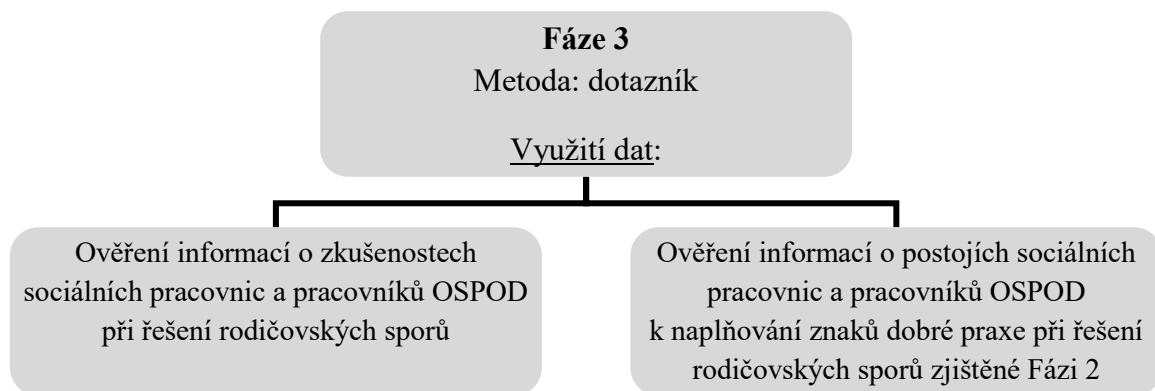 Fáze 3
Metoda: dotazník
Využití dat:
Ověření informací o zkušenostech
sociálních pracovnic a pracovníků OSPOD
při řešení rodičovských sporů
Ověření informací o postojích sociálních
pracovnic a pracovníků OSPOD
k naplňování znaků dobré praxe při řešení
rodičovských sporů zjištěné Fázi 2